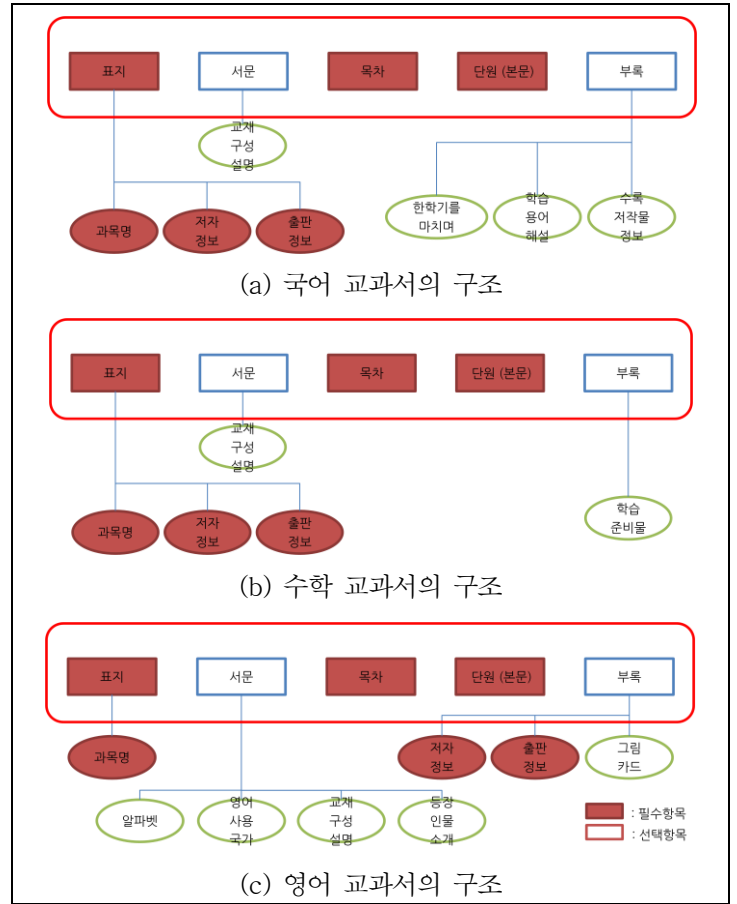 표지 서문 목차 단원 (본문) 부록
교재
구성
설명
과목명
저자
정보
출판
정보
한학기를
마치며
학습
용어
해설
수록
저작물
정보
(a) 국어 교과서의 구조
표지 서문 목차 단원 (본문) 부록
교재
구성
설명
과목명
저자
정보
출판
정보
학습
준비물
(b) 수학 교과서의 구조
표지 서문 목차 단원 (본문) 부록
과목명
저자
정보
출판
정보
그림
카드
알파벳
영어
사용
국가
교재
구성
설명
등장
인물
소개
: 필수항목
: 선택항목
(c) 영어 교과서의 구조